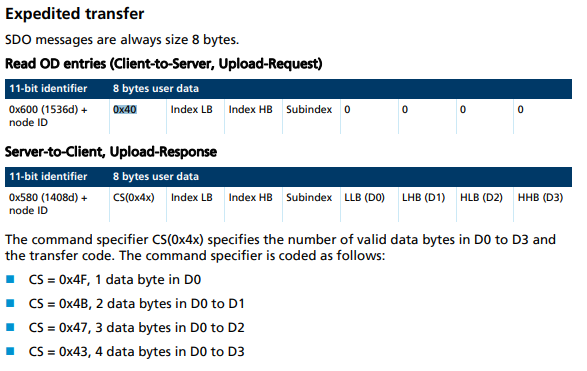 Expedited transfer
SDO messages are always size 8 bytes.
Read OD entries (Client-to-Server, Upload-Request)
11-bit identifier 8 bytes user data
0x600 (1536d) + 0x40 Index LB Index HB Subindex 0 0 0 0
node ID
Server-to-Client, Upload-Response
11-bit identifier 8 bytes user data
0x580 (1408d) + CS(0x4x) Index LB Index HB Subindex LLB (D0) LHB (D1) HLB (D2) HHB (D3)
node ID
The command specifier CS(0x4x) specifies the number of valid data bytes in D0 to D3 and
the transfer code. The command specifier is coded as follows:
■ CS = 0x4F, 1 data byte in D0
■ CS = 0x4B, 2 data bytes in D0 to D1
■ CS = 0x47, 3 data bytes in D0 to D2
■ CS = 0x43, 4 data bytes in D0 to D3